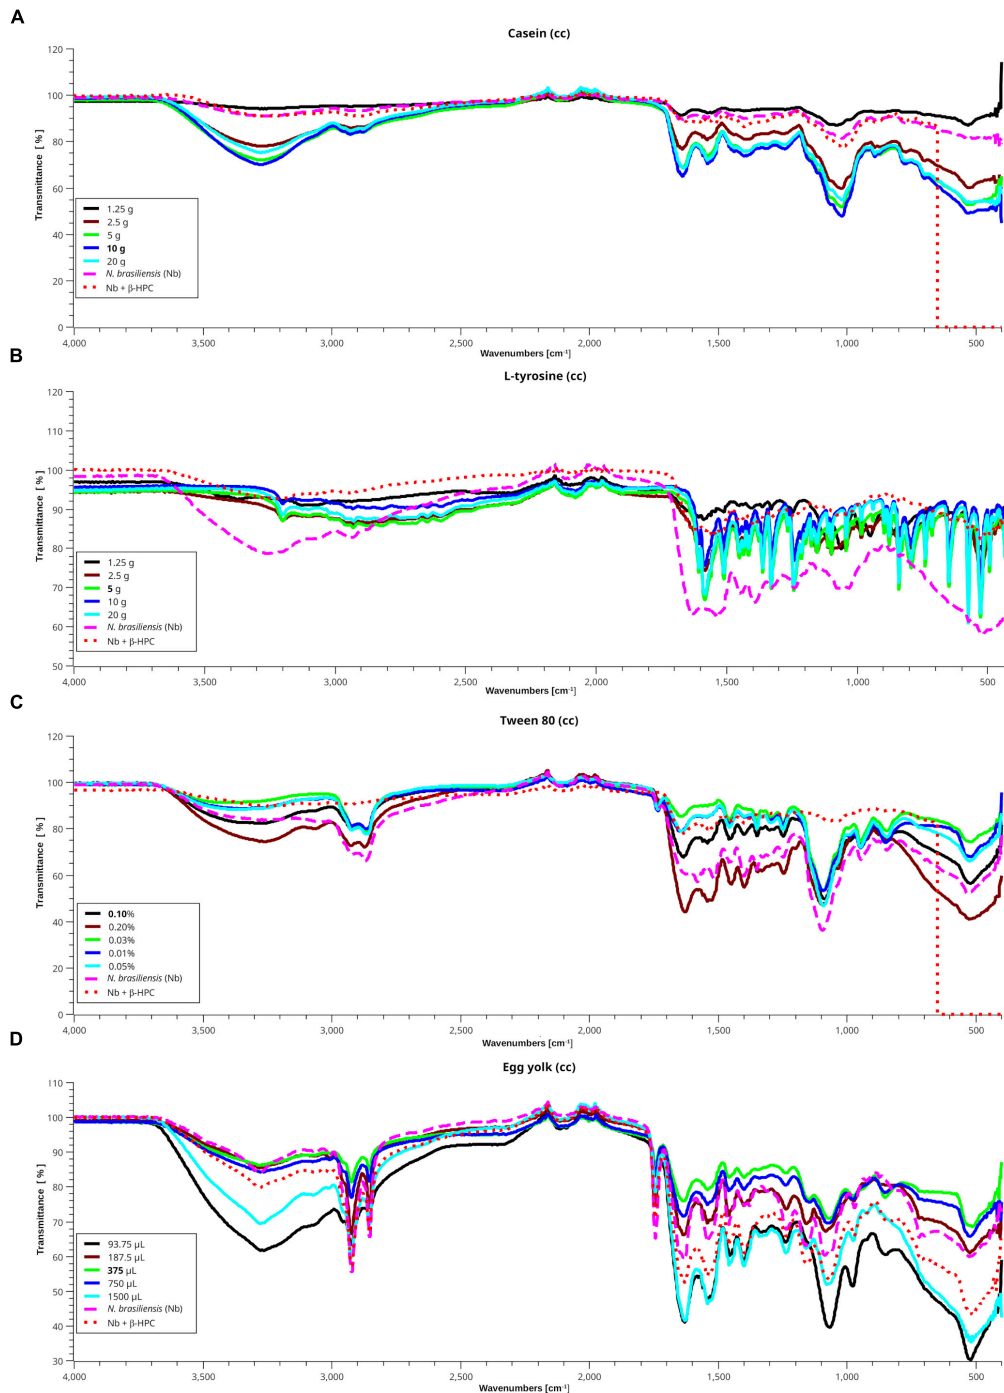 A
Casein (cc)
120
100
80
60
40
20
0
Transmittance [ % ]
1.25 g
2.5 g
5 g
10 g
20 g
N. brasiliensis (Nb)
Nb + β-HPC
4,000 3,500 3,000 2,500 2,000 1,500 1,000 500
Wavenumbers [cm-1]
B
L-tyrosine (cc)
120
110
100
90
80
70
60
50
Transmittance [ % ]
1.25 g
2.5 g
5 g
10 g
20 g
N. brasiliensis (Nb)
Nb + β-HPC
4,000 3,500 3,000 2,500 2,000 1,500 1,000 500
Wavenumbers [cm-1]
C
Tween 80 (cc)
120
100
80
60
40
20
0
Transmittance [ % ]
0.10%
0.20%
0.03%
0.01%
0.05%
N. brasiliensis (Nb)
Nb + β-HPC
4,000 3,500 3,000 2,500 2,000 1,500 1,000 500
Wavenumbers [cm-1]
D
Egg yolk (cc)
110
100
90
80
70
60
50
40
30
Transmittance [ % ]
93.75 µL
187.5 µL
375 µL
750 µL
1500 µL
N. brasiliensis (Nb)
Nb + β-HPC
4,000 3,500 3,000 2,500 2,000 1,500 1,000 500
Wavenumbers [cm-1]